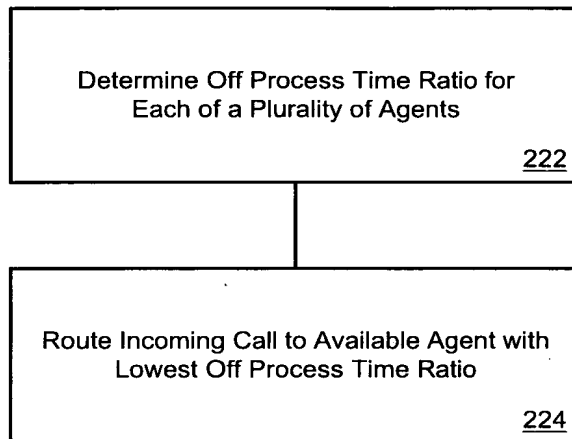 Determine Off Process Time Ratio for
Each of a Plurality of Agents
222
Route Incoming Call to Available Agent with
Lowest Off Process Time Ratio
224